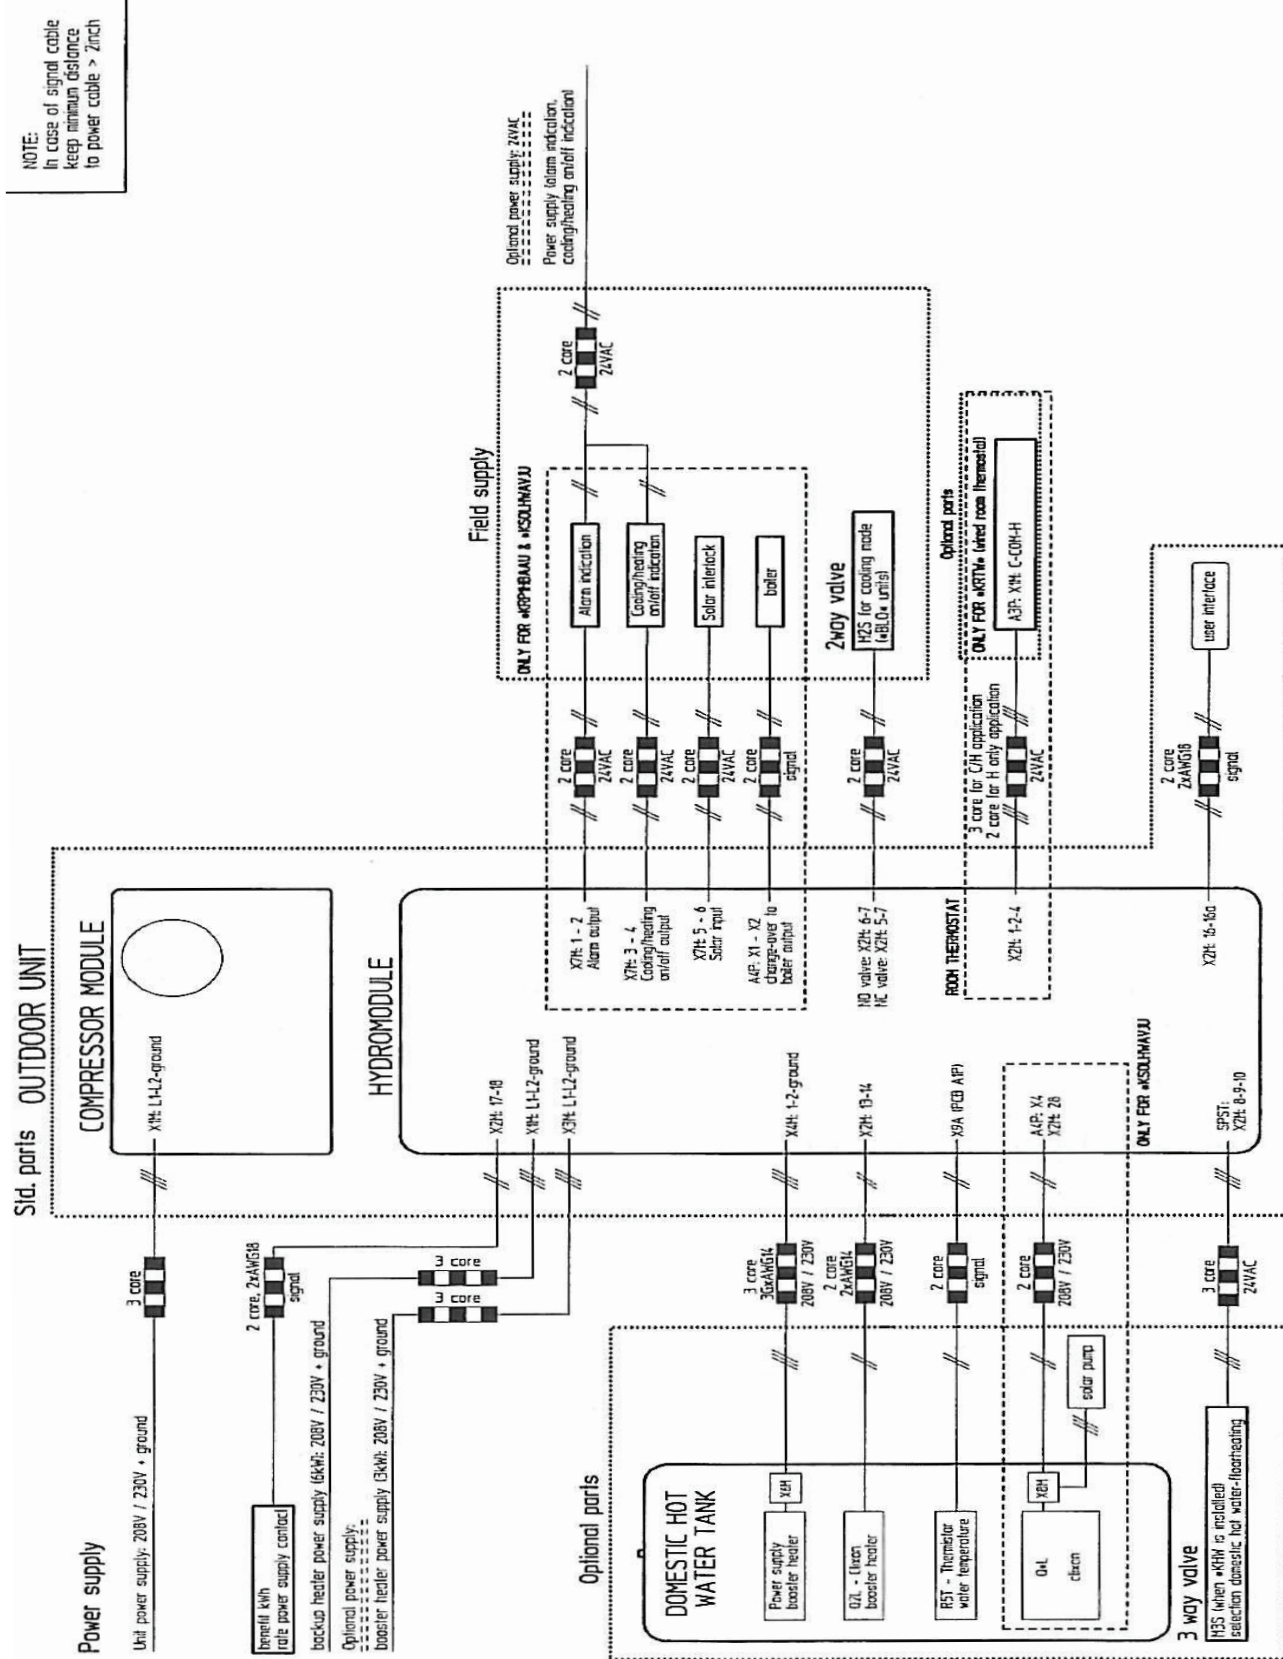 NOTE:
In case of signal cable
keep minimun distance
to power cable > 2inch
Std. parts OUTDOOR UNIT
COMPRESSOR MODULE
X1M: L1-L2-ground
HYDROMODULE
X2M: 17-18
X1M: L1-L2-ground
X3M: L1-L2-ground
X4M: 1-2-ground
X2M: 13-14
X9A (PCB A1P)
A4P: X4
X2M: 28
ONLY FOR *KSOLHWAVJU
SPST:
X2M: 8-9-10
X7M: 1 - 2
Alarm output
X7M: 3 - 4
Cooling/heating
on/off output
X7M: 5 - 6
Solar input
A4P: X1 - X2
change-over to
boiler output
NO valve: X2M: 6-7
NC valve: X2M: 5-7
ROOM THERMOSTAT
X2M: 1-2-4
X2M: 16-16a
Power supply
Unit power supply: 208V / 230V + ground
3 core
benefit kWh
rate power supply contact
2 core, 2xAWG18
signal
backup heater power supply (6kW): 208V / 230V + ground
3 core
Optional power supply:
booster heater power supply (3kW): 208V / 230V + ground
3 core
Optional parts
DOMESTIC HOT
WATER TANK
Power supply
booster heater
X6M
3 core
3GxAWG14
208V / 230V
Q2L - Clixon
booster heater
2 core
2xAWG14
208V / 230V
R5T - Thermistor
water temperature
2 core
signal
Q*L
clixon
X8M
solar pump
2 core
208V / 230V
3 way valve
M3S (when *KHW is installed)
selection domestic hot water-floorheating
3 core
24VAC
Field supply
ONLY FOR *KRP1HBAAU & *KSOLHWAVJU
Alarm indication
2 core
24VAC
Cooling/heating
on/off indication
2 core
24VAC
Solar interlock
2 core
24VAC
boiler
2 core
signal
2 core
24VAC
Optional power supply: 24VAC
Power supply (alarm indication,
cooling/heating on/off indication)
2way valve
M2S for cooling mode
(*BLQ* units)
2 core
24VAC
Optional parts
ONLY FOR *KRTW* (wired room thermostat)
A3P: X1M: C-COM-H
3 core for C/H application
2 core for H only application
24VAC
user interface
2 core
2xAWG18
signal